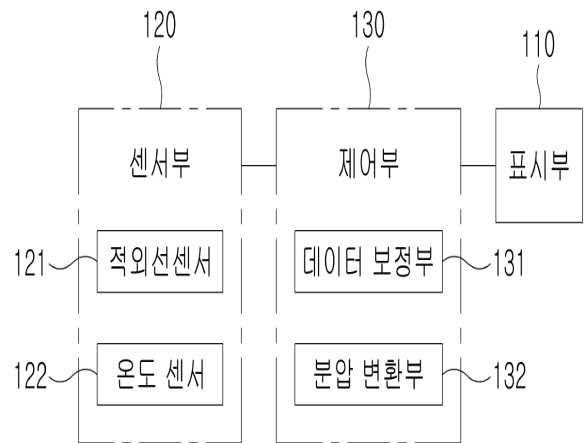 120
130
110
센서부
제어부
표시부
121
적외선센서
데이터 보정부
131
122
온도 센서
분압 변환부
132